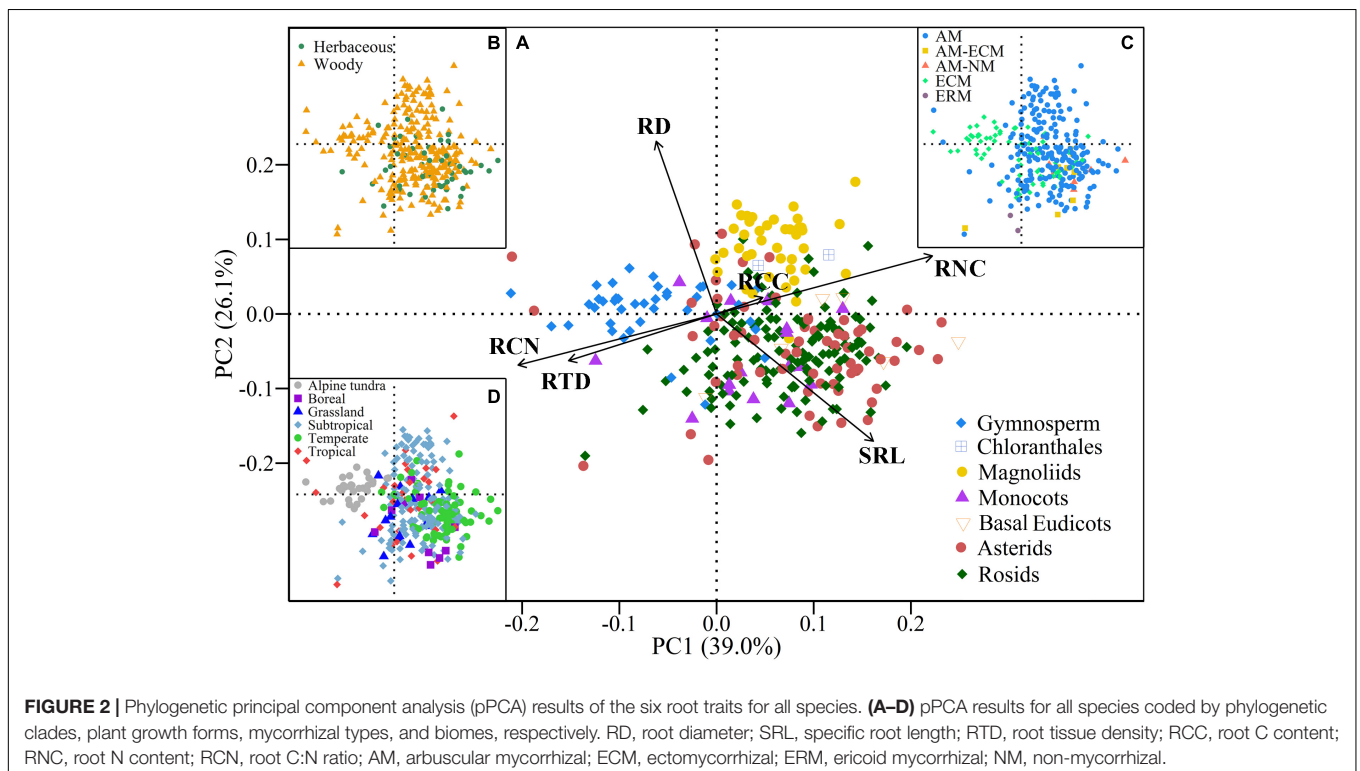 B
Herbaceous
Woody
A
C
AM
AM-ECM
AM-NM
ECM
ERM
RD
RNC
RCC
RCN
RTD
SRL
PC2 (26.1%)
0.2
0.1
0.0
-0.1
-0.2
D
Alpine tundra
Boreal
Grassland
Subtropical
Temperate
Tropical
Gymnosperm
Chloranthales
Magnoliids
Monocots
Basal Eudicots
Asterids
Rosids
-0.2 -0.1 0.0 0.1 0.2
PC1 (39.0%)
FIGURE 2 | Phylogenetic principal component analysis (pPCA) results of the six root traits for all species. (A–D) pPCA results for all species coded by phylogenetic
clades, plant growth forms, mycorrhizal types, and biomes, respectively. RD, root diameter; SRL, specific root length; RTD, root tissue density; RCC, root C content;
RNC, root N content; RCN, root C:N ratio; AM, arbuscular mycorrhizal; ECM, ectomycorrhizal; ERM, ericoid mycorrhizal; NM, non-mycorrhizal.